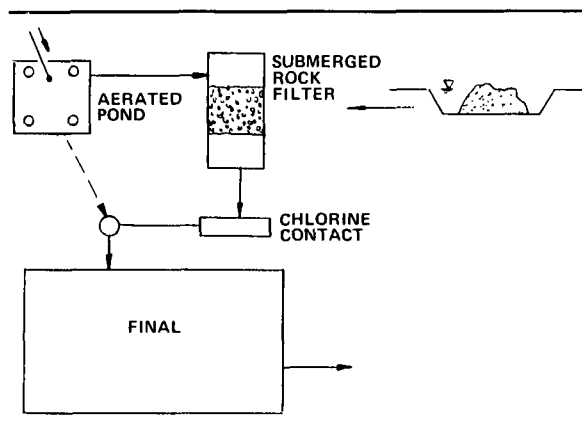 SUBMERGED
ROCK
FILTER
AERATED
POND
CHLORINE
CONTACT
FINAL